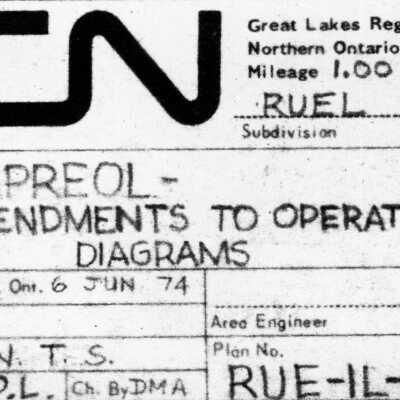 CN
Great Lakes Reg
Northern Ontario
Mileage 1.00
RUEL
Subdivision
PREOL-
ENDMENTS TO OPERAT
DIAGRAMS
Ont. 6 JUN 74
Area Engineer
N. T. S.
Plan No.
P.L. Ch. By DMA
RUE-IL-